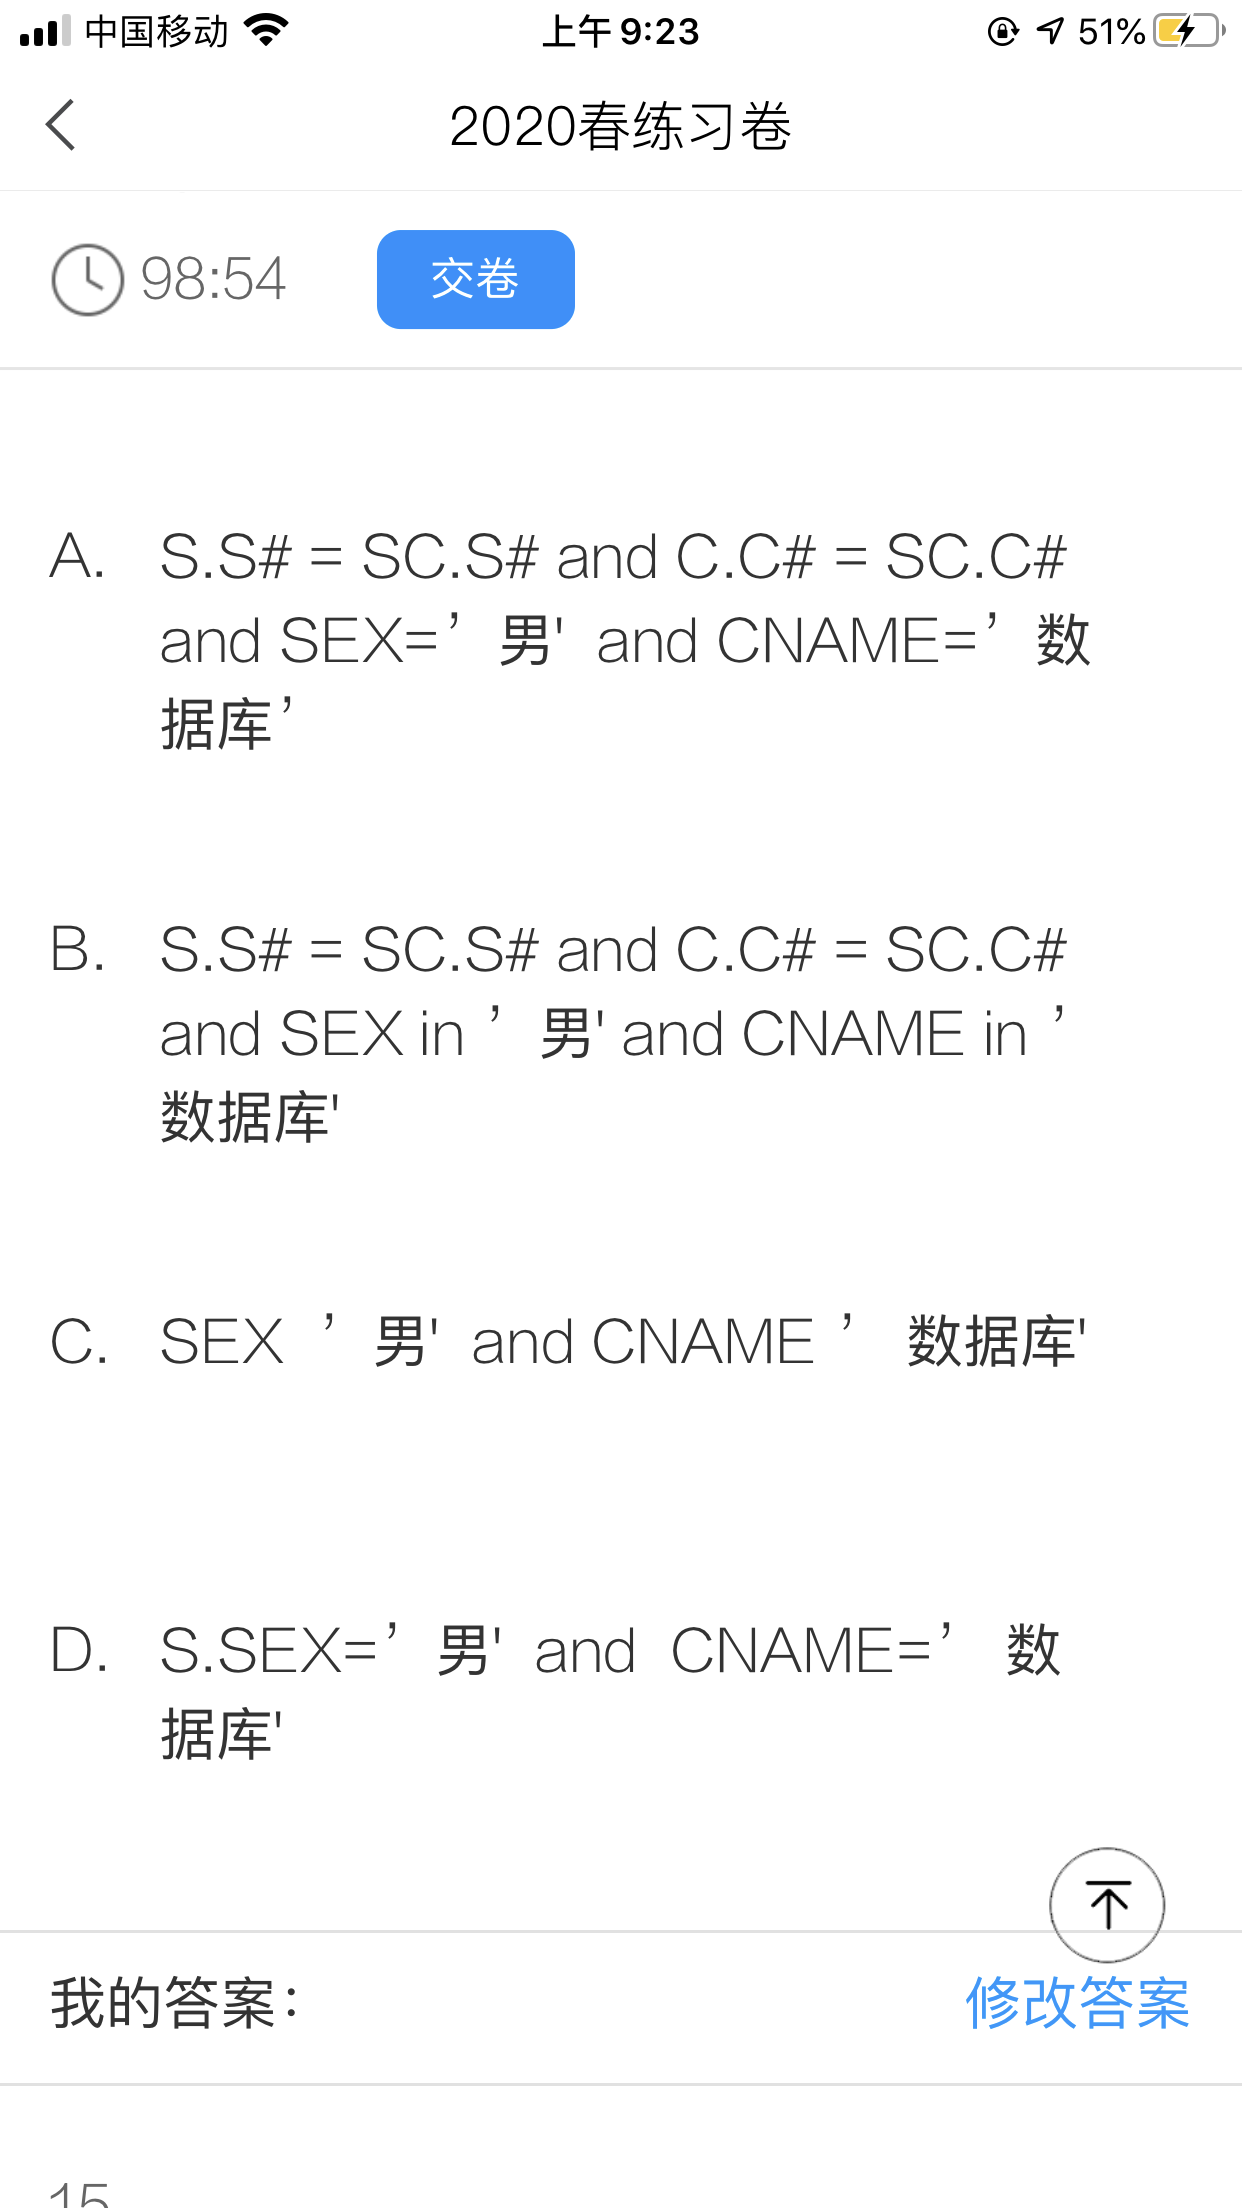 中国移动 上午 9:23 51%
2020春练习卷
98:54 交卷
A. S.S# = SC.S# and C.C# = SC.C#
and SEX=’男' and CNAME=’数
据库’
B. S.S# = SC.S# and C.C# = SC.C#
and SEX in ’男' and CNAME in ’
数据库'
C. SEX ’男' and CNAME ’ 数据库'
D. S.SEX=’男' and CNAME=’ 数
据库'
我的答案: 修改答案
15